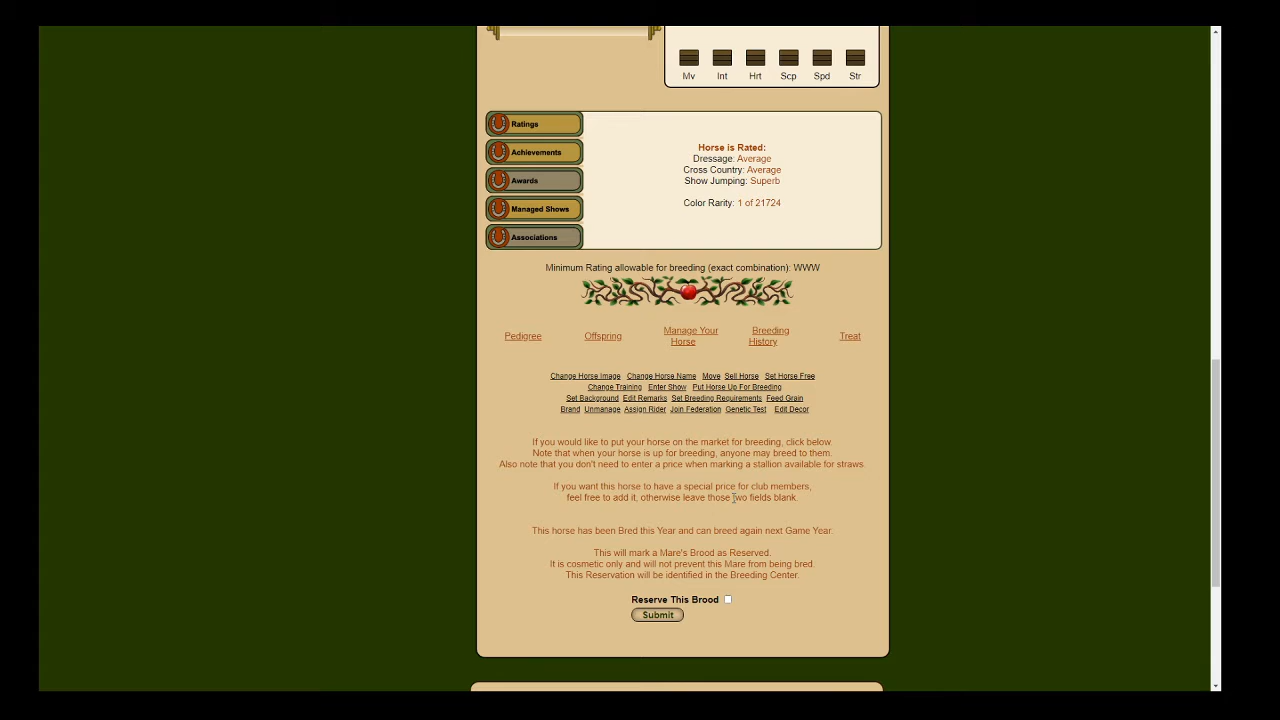 Mv Int Hrt Scp Spd Str
Ratings
Achievements
Awards
Managed Shows
Associations
Horse is Rated:
Dressage: Average
Cross Country: Average
Show Jumping: Superb
Color Rarity: 1 of 21724
Minimum Rating allowable for breeding (exact combination): WWW
Pedigree Offspring Manage Your Horse Breeding History Treat
Change Horse Image Change Horse Name Move Sell Horse Set Horse Free
Change Training Enter Show Put Horse Up For Breeding
Set Background Edit Remarks Set Breeding Requirements Feed Grain
Brand Unmanage Assign Rider Join Federation Genetic Test Edit Decor
If you would like to put your horse on the market for breeding, click below.
Note that when your horse is up for breeding, anyone may breed to them.
Also note that you don't need to enter a price when marking a stallion available for straws.
If you want this horse to have a special price for club members,
feel free to add it, otherwise leave those two fields blank.
This horse has been Bred this Year and can breed again next Game Year.
This will mark a Mare's Brood as Reserved.
It is cosmetic only and will not prevent this Mare from being bred.
This Reservation will be identified in the Breeding Center.
Reserve This Brood
Submit